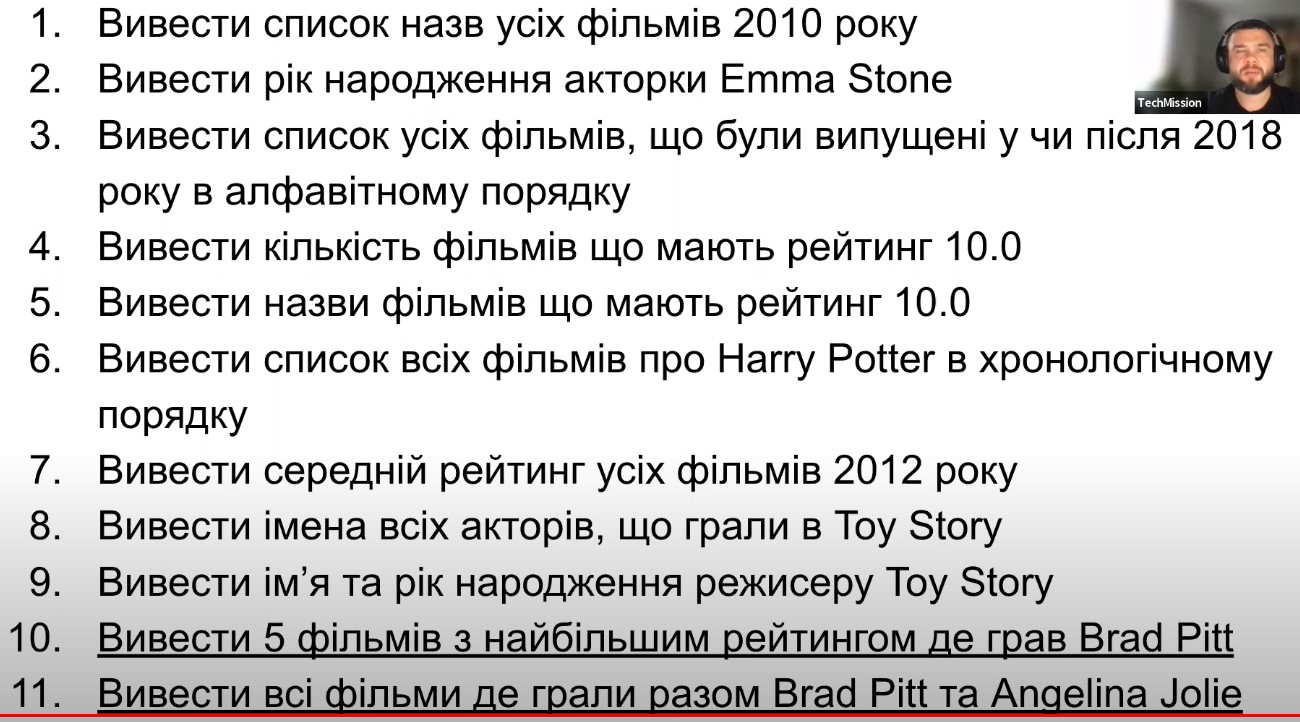 1. Вивести список назв усіх фільмів 2010 року
2. Вивести рік народження акторки Emma Stone
TechMission
3. Вивести список усіх фільмів, що були випущені у чи після 2018
року в алфавітному порядку
4. Вивести кількість фільмів що мають рейтинг 10.0
5. Вивести назви фільмів що мають рейтинг 10.0
6. Вивести список всіх фільмів про Harry Potter в хронологічному
порядку
7. Вивести середній рейтинг усіх фільмів 2012 року
8. Вивести імена всіх акторів, що грали в Toy Story
9. Вивести ім’я та рік народження режисеру Toy Story
10. Вивести 5 фільмів з найбільшим рейтингом де грав Brad Pitt
11. Вивести всі фільми де грали разом Brad Pitt та Angelina Jolie